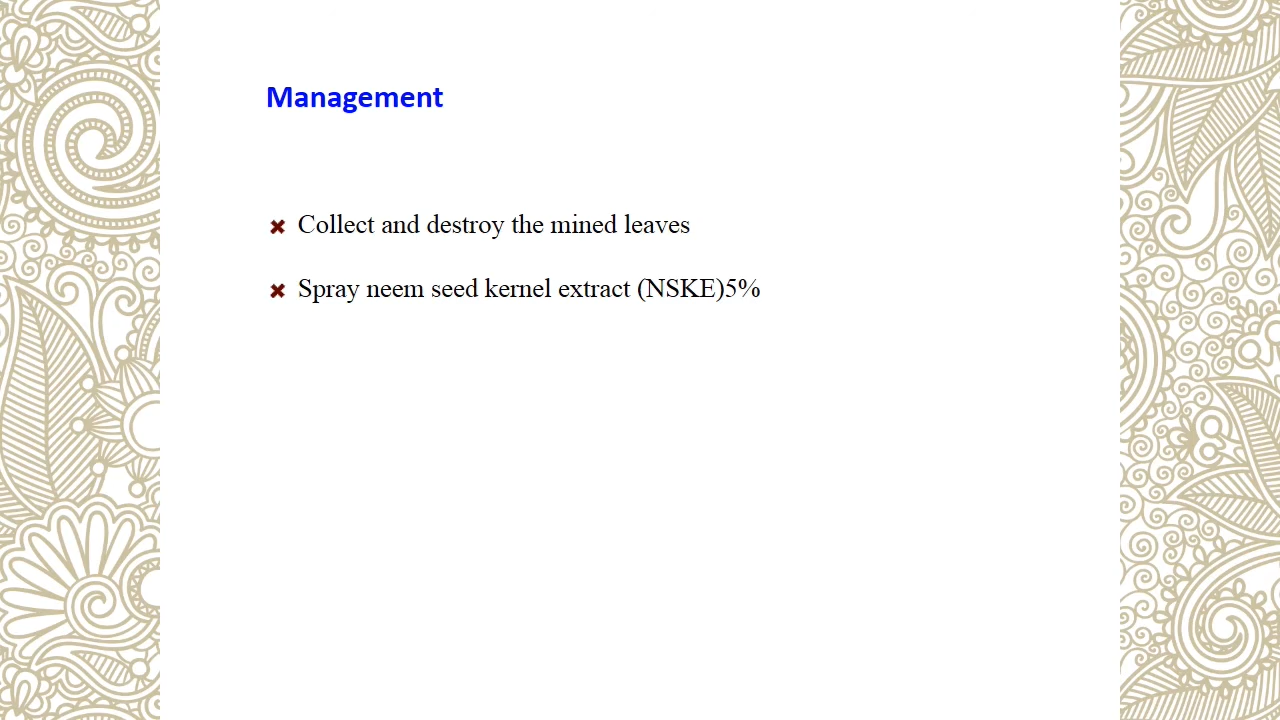 Management
Collect and destroy the mined leaves
Spray neem seed kernel extract (NSKE)5%